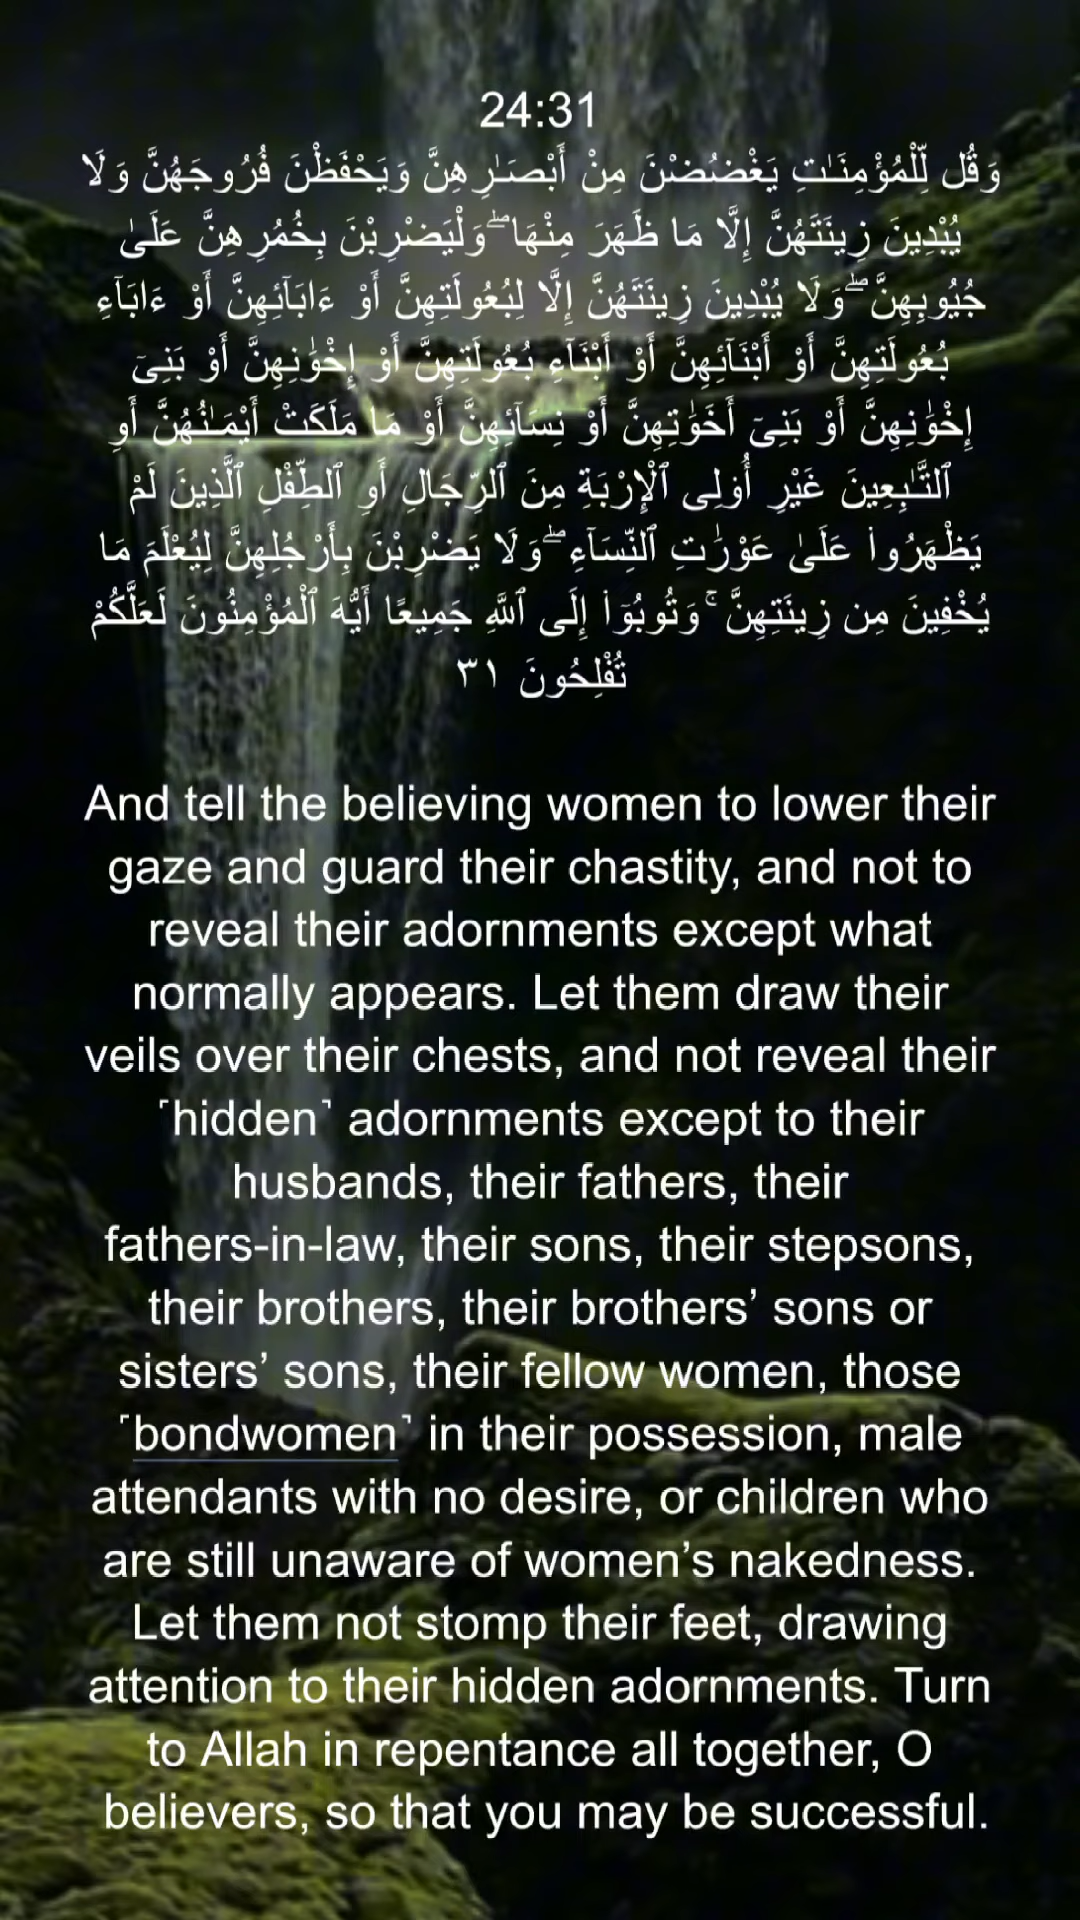 24:31
وَقُل لِّلْمُؤْمِنَـٰتِ يَغْضُضْنَ مِنْ أَبْصَـٰرِهِنَّ وَيَحْفَظْنَ فُرُوجَهُنَّ وَلَا
يُبْدِينَ زِينَتَهُنَّ إِلَّا مَا ظَهَرَ مِنْهَا ۖ وَلْيَضْرِبْنَ بِخُمُرِهِنَّ عَلَىٰ
جُيُوبِهِنَّ ۖ وَلَا يُبْدِينَ زِينَتَهُنَّ إِلَّا لِبُعُولَتِهِنَّ أَوْ ءَابَآئِهِنَّ أَوْ ءَابَآءِ
بُعُولَتِهِنَّ أَوْ أَبْنَآئِهِنَّ أَوْ أَبْنَآءِ بُعُولَتِهِنَّ أَوْ إِخْوَٰنِهِنَّ أَوْ بَنِىٓ
إِخْوَٰنِهِنَّ أَوْ بَنِىٓ أَخَوَٰتِهِنَّ أَوْ نِسَآئِهِنَّ أَوْ مَا مَلَكَتْ أَيْمَـٰنُهُنَّ أَوِ
ٱلتَّـٰبِعِينَ غَيْرِ أُو۟لِى ٱلْإِرْبَةِ مِنَ ٱلرِّجَالِ أَوِ ٱلطِّفْلِ ٱلَّذِينَ لَمْ
يَظْهَرُوا۟ عَلَىٰ عَوْرَٰتِ ٱلنِّسَآءِ ۖ وَلَا يَضْرِبْنَ بِأَرْجُلِهِنَّ لِيُعْلَمَ مَا
يُخْفِينَ مِن زِينَتِهِنَّ ۚ وَتُوبُوٓا۟ إِلَى ٱللَّهِ جَمِيعًا أَيُّهَ ٱلْمُؤْمِنُونَ لَعَلَّكُمْ
تُفْلِحُونَ ٣١
And tell the believing women to lower their
gaze and guard their chastity, and not to
reveal their adornments except what
normally appears. Let them draw their
veils over their chests, and not reveal their
˹hidden˺ adornments except to their
husbands, their fathers, their
fathers-in-law, their sons, their stepsons,
their brothers, their brothers’ sons or
sisters’ sons, their fellow women, those
˹bondwomen˺ in their possession, male
attendants with no desire, or children who
are still unaware of women’s nakedness.
Let them not stomp their feet, drawing
attention to their hidden adornments. Turn
to Allah in repentance all together, O
believers, so that you may be successful.